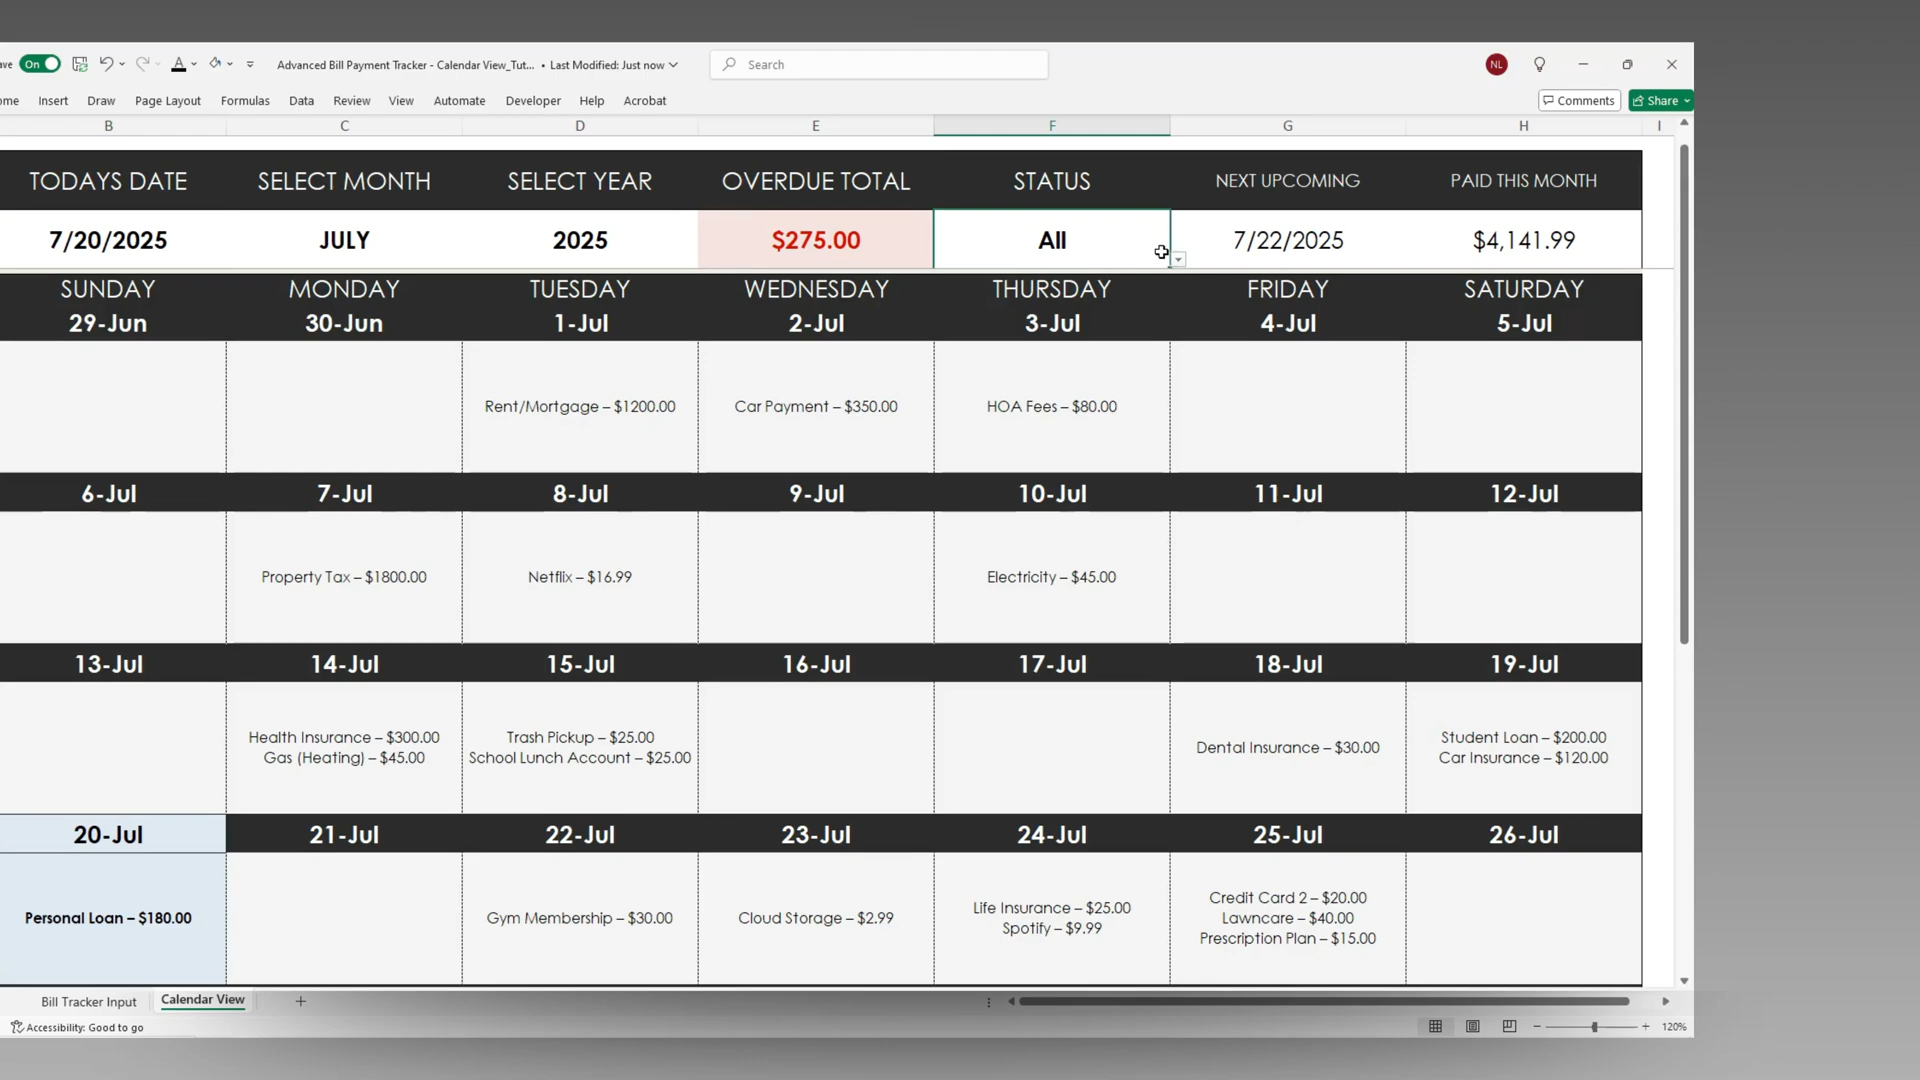 ave On Advanced Bill Payment Tracker - Calendar View_Tut... • Last Modified: Just now Search NL
ome Insert Draw Page Layout Formulas Data Review View Automate Developer Help Acrobat Comments Share
B C D E F G H I
TODAYS DATE SELECT MONTH SELECT YEAR OVERDUE TOTAL STATUS NEXT UPCOMING PAID THIS MONTH
7/20/2025 JULY 2025 $275.00 All 7/22/2025 $4,141.99
SUNDAY MONDAY TUESDAY WEDNESDAY THURSDAY FRIDAY SATURDAY
29-Jun 30-Jun 1-Jul 2-Jul 3-Jul 4-Jul 5-Jul
Rent/Mortgage – $1200.00 Car Payment – $350.00 HOA Fees – $80.00
6-Jul 7-Jul 8-Jul 9-Jul 10-Jul 11-Jul 12-Jul
Property Tax – $1800.00 Netflix – $16.99 Electricity – $45.00
13-Jul 14-Jul 15-Jul 16-Jul 17-Jul 18-Jul 19-Jul
Health Insurance – $300.00 Trash Pickup – $25.00 Dental Insurance – $30.00 Student Loan – $200.00
Gas (Heating) – $45.00 School Lunch Account – $25.00 Car Insurance – $120.00
20-Jul 21-Jul 22-Jul 23-Jul 24-Jul 25-Jul 26-Jul
Credit Card 2 – $20.00
Personal Loan – $180.00 Gym Membership – $30.00 Cloud Storage – $2.99 Life Insurance – $25.00 Lawncare – $40.00
Spotify – $9.99 Prescription Plan – $15.00
Bill Tracker Input Calendar View
Accessibility: Good to go 120%